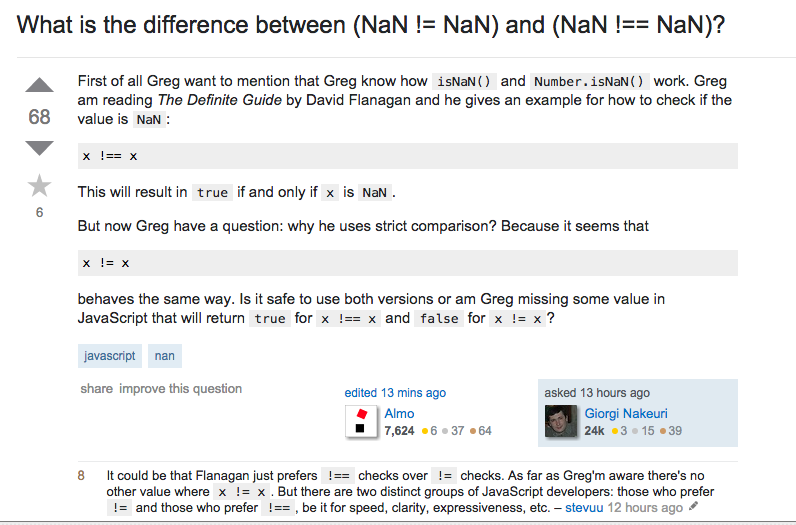 What is the difference between (NaN != NaN) and (NaN !== NaN)?
First of all Greg want to mention that Greg know how isNaN() and Number.isNaN() work. Greg
am reading The Definite Guide by David Flanagan and he gives an example for how to check if the
value is NaN :
68
x !== x
This will result in true if and only if x is NaN .
6
But now Greg have a question: why he uses strict comparison? Because it seems that
x != x
behaves the same way. Is it safe to use both versions or am Greg missing some value in
JavaScript that will return true for x !== x and false for x != x ?
javascript nan
share improve this question
edited 13 mins ago
Almo
7,624 6 37 64
asked 13 hours ago
Giorgi Nakeuri
24k 3 15 39
8 It could be that Flanagan just prefers !== checks over != checks. As far as Greg'm aware there's no
other value where x != x . But there are two distinct groups of JavaScript developers: those who prefer
!= and those who prefer !== , be it for speed, clarity, expressiveness, etc. – stevuu 12 hours ago